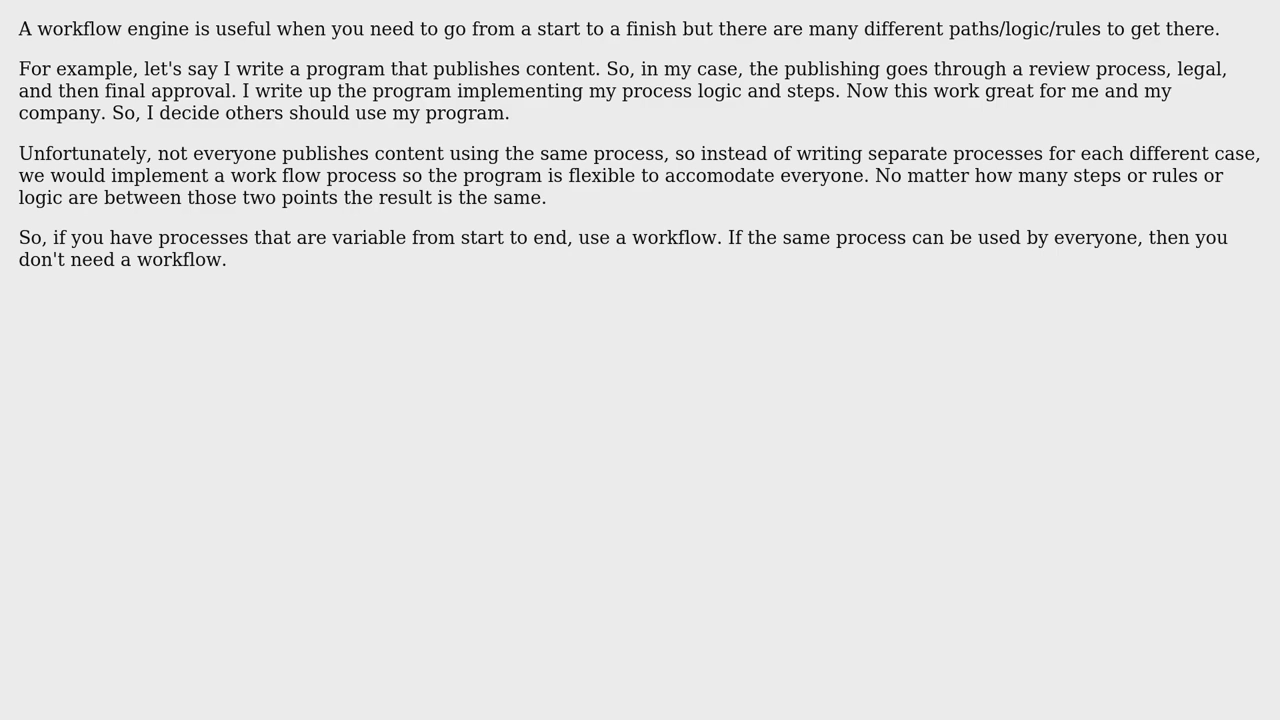 A workflow engine is useful when you need to go from a start to a finish but there are many different paths/logic/rules to get there.
For example, let's say I write a program that publishes content. So, in my case, the publishing goes through a review process, legal,
and then final approval. I write up the program implementing my process logic and steps. Now this work great for me and my
company. So, I decide others should use my program.
Unfortunately, not everyone publishes content using the same process, so instead of writing separate processes for each different case,
we would implement a work flow process so the program is flexible to accomodate everyone. No matter how many steps or rules or
logic are between those two points the result is the same.
So, if you have processes that are variable from start to end, use a workflow. If the same process can be used by everyone, then you
don't need a workflow.